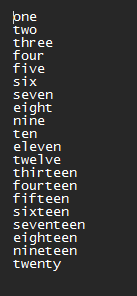 one
two
three
four
five
six
seven
eight
nine
ten
eleven
twelve
thirteen
fourteen
fifteen
sixteen
seventeen
eighteen
nineteen
twenty